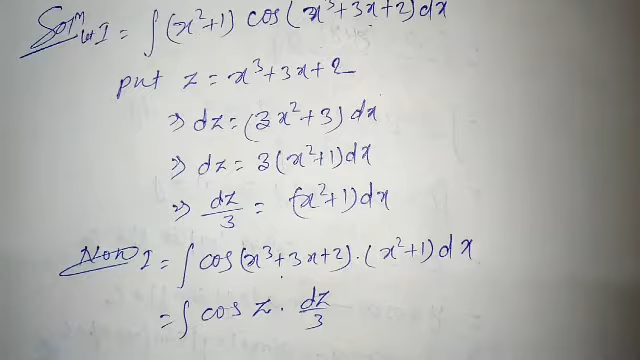 Solⁿ let I = ∫(x²+1) cos(x³+3x+2)dx
put z = x³+3x+2
⇒ dz = (3x²+3) dx
⇒ dz = 3(x²+1)dx
⇒ dz/3 = (x²+1)dx
Now I = ∫cos(x³+3x+2)·(x²+1)dx
= ∫cos z · dz/3